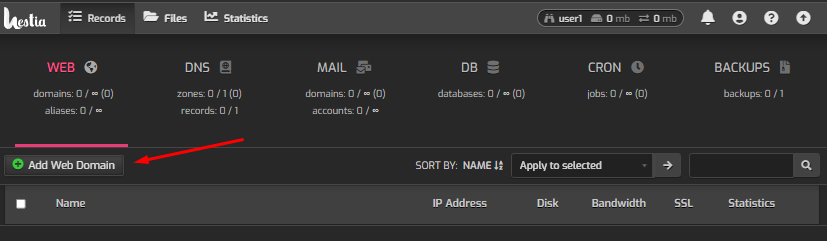 Hestia Records Files Statistics user1 0 mb 0 mb
WEB DNS MAIL DB CRON BACKUPS
domains: 0 / ∞ (0) zones: 0 / 1 (0) domains: 0 / ∞ (0) databases: 0 / ∞ (0) jobs: 0 / ∞ (0) backups: 0 / 1
aliases: 0 / ∞ records: 0 / 1 accounts: 0 / ∞
Add Web Domain SORT BY: NAME Apply to selected
Name IP Address Disk Bandwidth SSL Statistics